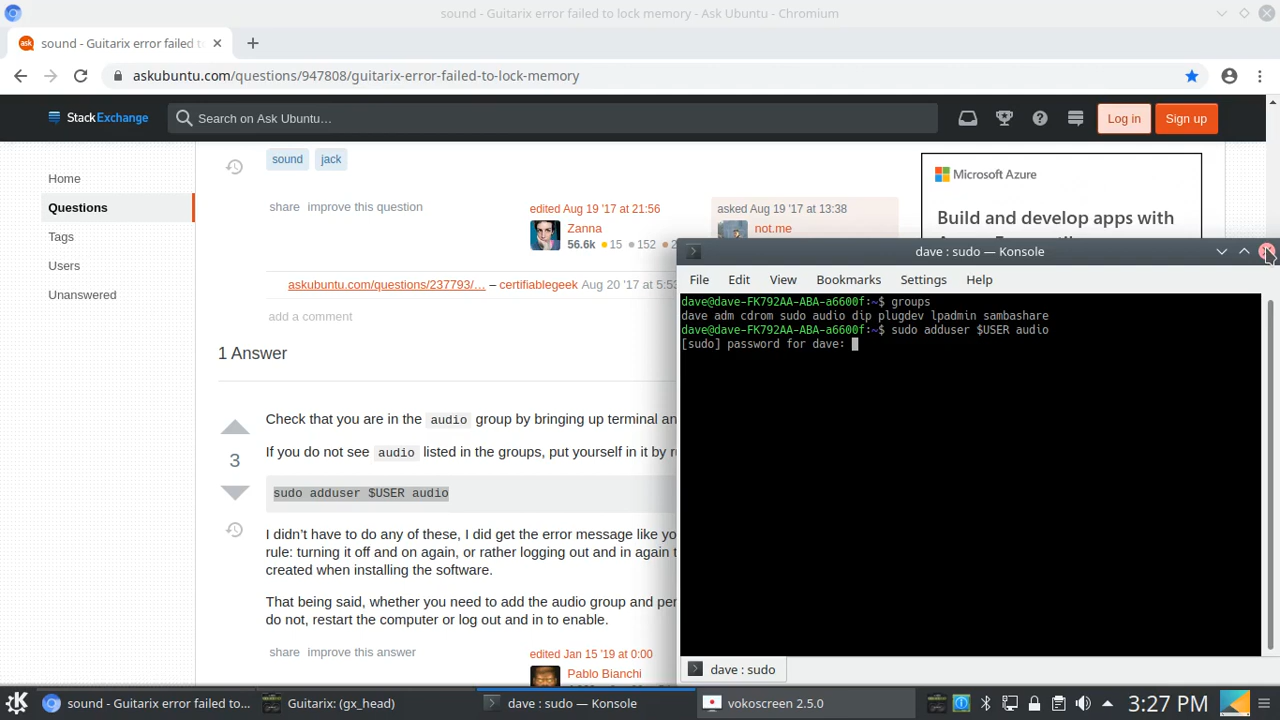 sound - Guitarix error failed to lock memory - Ask Ubuntu - Chromium
ask sound - Guitarix error failed to
askubuntu.com/questions/947808/guitarix-error-failed-to-lock-memory
StackExchange
Search on Ask Ubuntu…
Log in
Sign up
sound jack
Home
Questions
Tags
Users
Unanswered
share improve this question
edited Aug 19 '17 at 21:56
Zanna
56.6k 15 152
asked Aug 19 '17 at 13:38
not.me
Microsoft Azure
Build and develop apps with
askubuntu.com/questions/237793/… – certifiablegeek Aug 20 '17 at 5:53
add a comment
1 Answer
3
Check that you are in the audio group by bringing up terminal an
If you do not see audio listed in the groups, put yourself in it by r
sudo adduser $USER audio
I didn't have to do any of these, I did get the error message like yo
rule: turning it off and on again, or rather logging out and in again t
created when installing the software.
That being said, whether you need to add the audio group and per
do not, restart the computer or log out and in to enable.
share improve this answer
edited Jan 15 '19 at 0:00
Pablo Bianchi
dave : sudo — Konsole
File Edit View Bookmarks Settings Help
dave@dave-FK792AA-ABA-a6600f:~$ groups
dave adm cdrom sudo audio dip plugdev lpadmin sambashare
dave@dave-FK792AA-ABA-a6600f:~$ sudo adduser $USER audio
[sudo] password for dave:
dave : sudo
sound - Guitarix error failed to...
Guitarix: (gx_head)
dave : sudo — Konsole
vokoscreen 2.5.0
3:27 PM